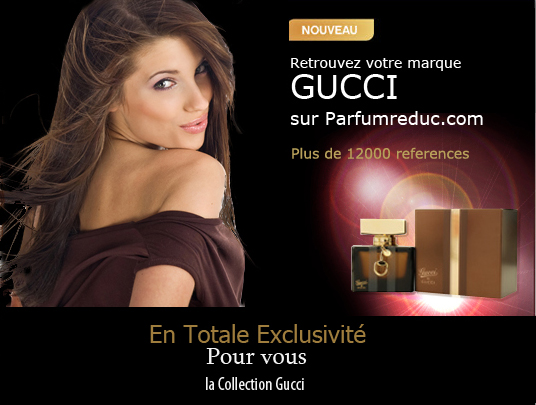 NOUVEAU
Retrouvez votre marque
GUCCI
sur Parfumreduc.com
Plus de 12000 references
En Totale Exclusivité
Pour vous
la Collection Gucci